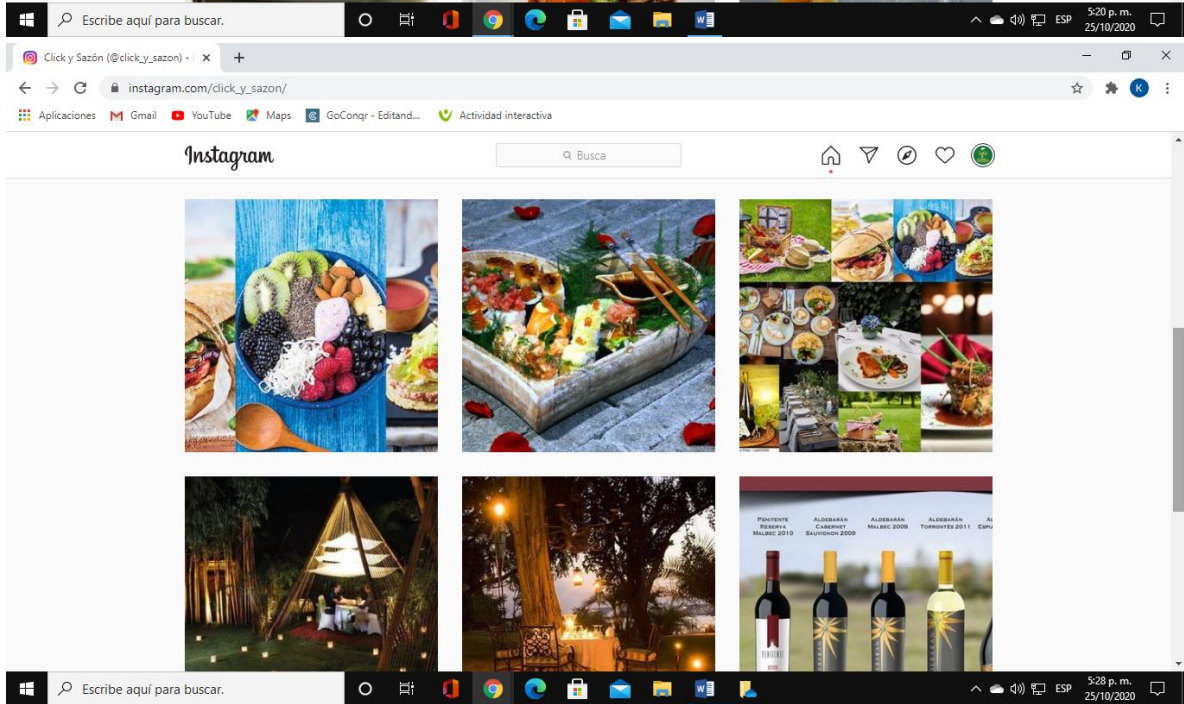 Escribe aquí para buscar.
ESP
5:20 p. m.
25/10/2020
Click y Sazón (@click_y_sazon) •
instagram.com/click_y_sazon/
K
Aplicaciones Gmail YouTube Maps GoConqr - Editand... Actividad interactiva
Instagram
Busca
PENITENTE RESERVA MALBEC 2010
ALDEBARÁN CABERNET SAUVIGNON 2009
ALDEBARÁN MALBEC 2009
ALDEBARÁN TORRONTÉS 2011
Escribe aquí para buscar.
ESP
5:28 p. m.
25/10/2020